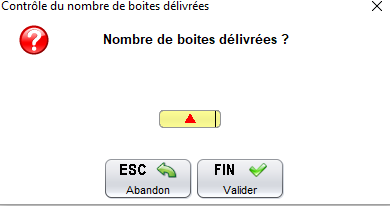 Contrôle du nombre de boites délivrées
Nombre de boites délivrées ?
ESC
Abandon
FIN
Valider